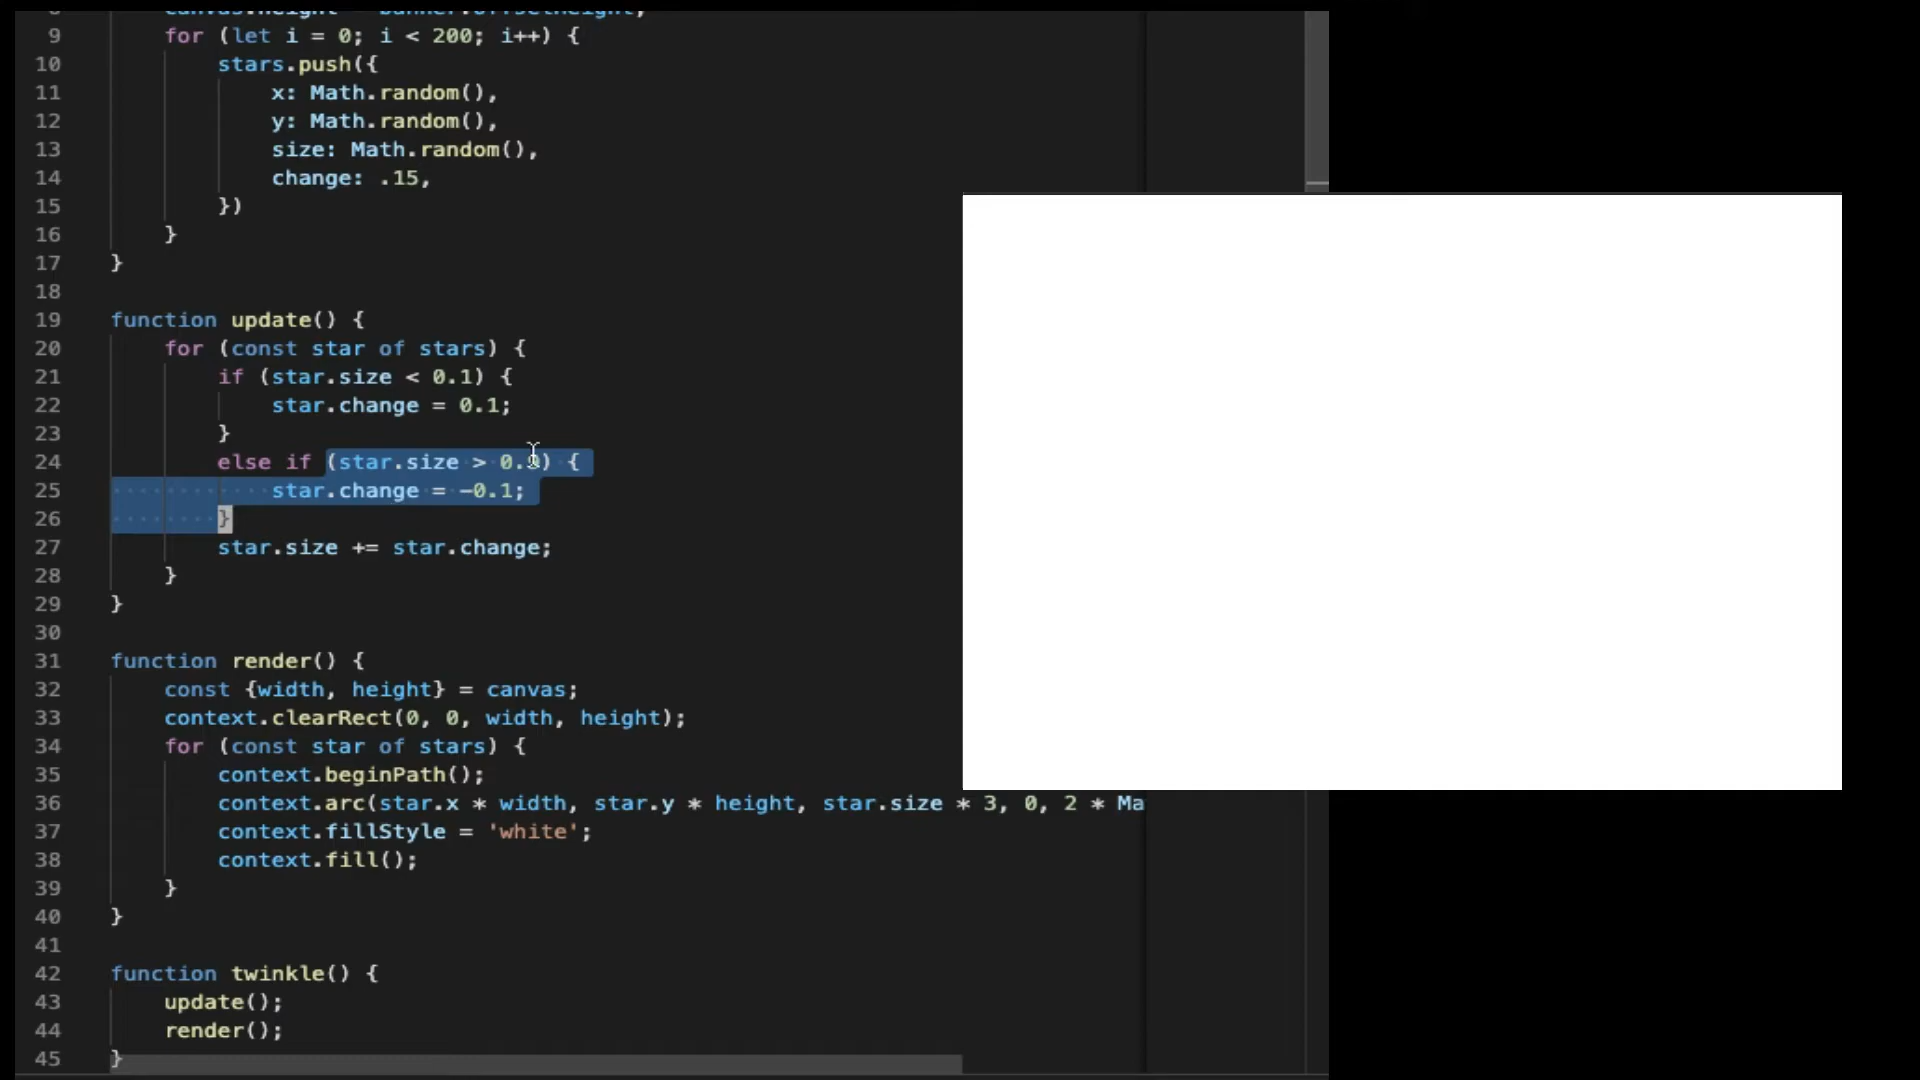 8 canvas.height = banner.offsetHeight;
9 for (let i = 0; i < 200; i++) {
10 stars.push({
11 x: Math.random(),
12 y: Math.random(),
13 size: Math.random(),
14 change: .15,
15 })
16 }
17 }
18
19 function update() {
20 for (const star of stars) {
21 if (star.size < 0.1) {
22 star.change = 0.1;
23 }
24 else if (star.size > 0.9) {
25 star.change = -0.1;
26 }
27 star.size += star.change;
28 }
29 }
30
31 function render() {
32 const {width, height} = canvas;
33 context.clearRect(0, 0, width, height);
34 for (const star of stars) {
35 context.beginPath();
36 context.arc(star.x * width, star.y * height, star.size * 3, 0, 2 * Ma
37 context.fillStyle = 'white';
38 context.fill();
39 }
40 }
41
42 function twinkle() {
43 update();
44 render();
45 }